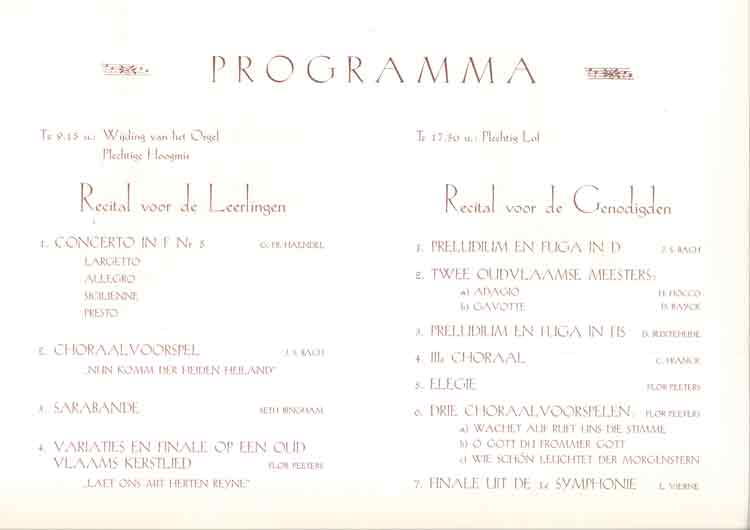 PROGRAMMA
Te 9.15 u.: Wijding van het Orgel
Plechtige Hoogmis
Recital voor de Leerlingen
1. CONCERTO IN F Nr 5 G. FR. HAENDEL
LARGETTO
ALLEGRO
SICILIENNE
PRESTO
2. CHORAALVOORSPEL J. S. BACH
„NUN KOMM DER HEIDEN HEILAND"
3. SARABANDE SETH BINGHAM
4. VARIATIES EN FINALE OP EEN OUD
VLAAMS KERSTLIED FLOR PEETERS
„LAET ONS MIT HERTEN REYNE"
Te 17.30 u.: Plechtig Lof
Recital voor de Genodigden
1. PRELUDIUM EN FUGA IN D J. S. BACH
2. TWEE OUDVLAAMSE MEESTERS:
a) ADAGIO H. FIOCCO
b) GAVOTTE D. RAYCK
3. PRELUDIUM EN FUGA IN FIS D. BUXTEHUDE
4. IIIe CHORAAL C. FRANCK
5. ELEGIE FLOR PEETERS
6. DRIE CHORAALVOORSPELEN: FLOR PEETERS
a) WACHET AUF RUFT UNS DIE STIMME
b) O GOTT DU FROMMER GOTT
c) WIE SCHÖN LEUCHTET DER MORGENSTERN
7. FINALE UIT DE 1e SYMPHONIE L. VIERNE